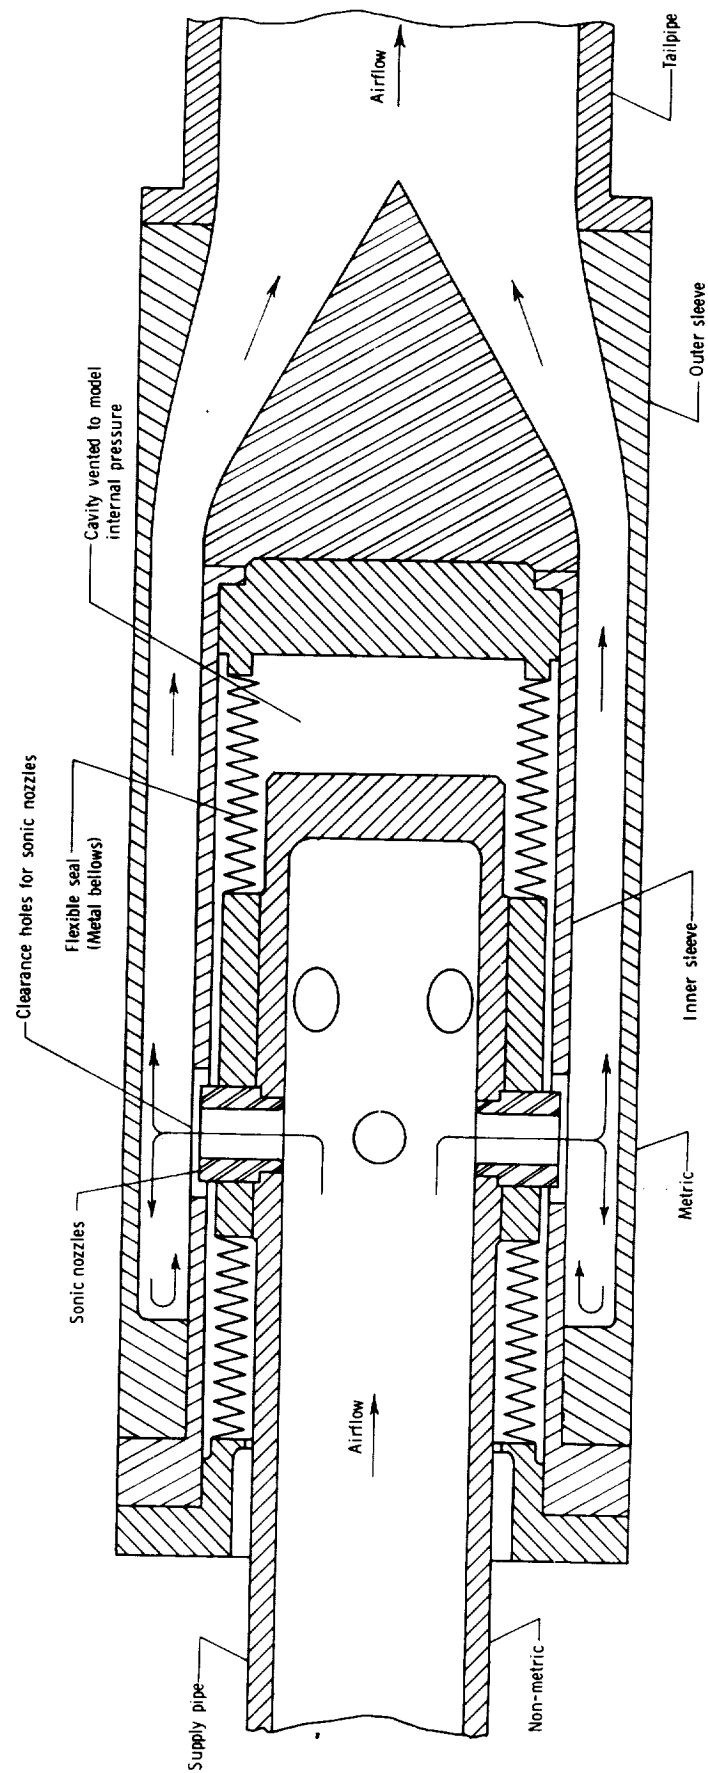 Airflow
Tailpipe
Cavity vented to model
internal pressure
Outer sleeve
Clearance holes for sonic nozzles
Flexible seal
(Metal bellows)
Inner sleeve
Sonic nozzles
Metric
Airflow
Supply pipe
Non-metric